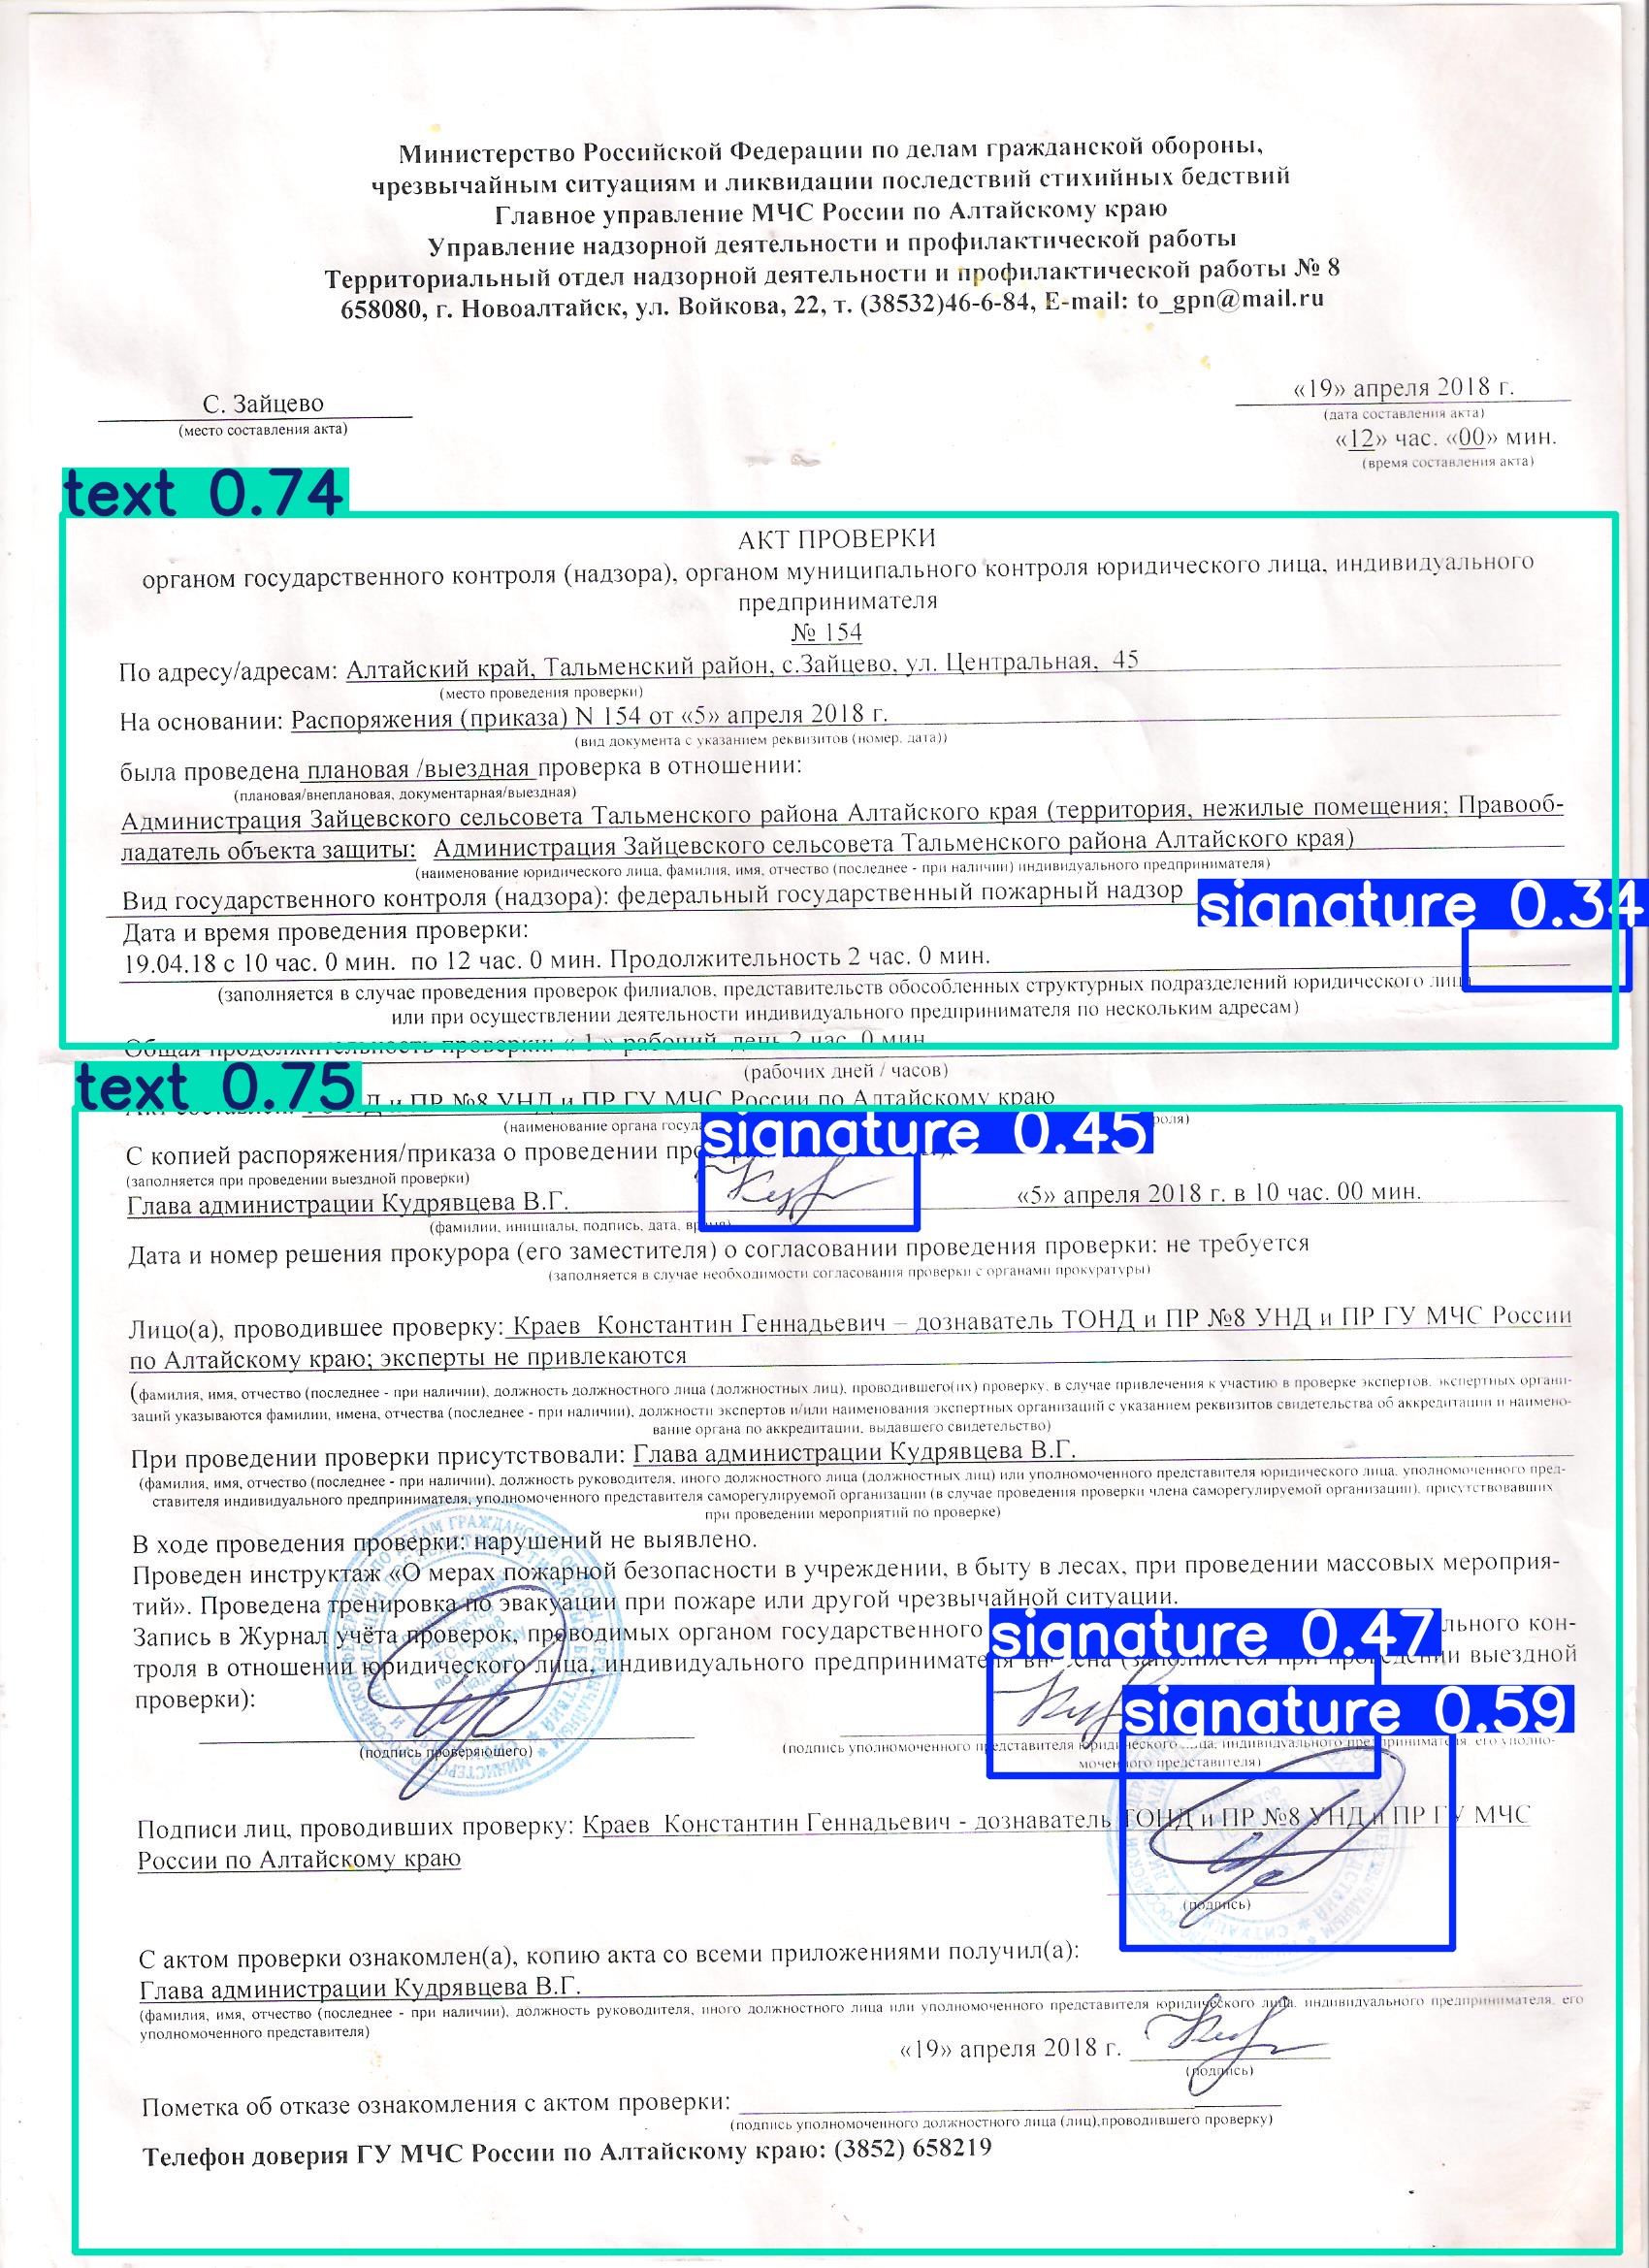 Министерство Российской Федерации по делам гражданской обороны,
чрезвычайным ситуациям и ликвидации последствий стихийных бедствий
Главное управление МЧС России по Алтайскому краю
Управление надзорной деятельности и профилактической работы
Территориальный отдел надзорной деятельности и профилактической работы № 8
658080, г. Новоалтайск, ул. Войкова, 22, т. (38532)46-6-84, E-mail: to_gpn@mail.ru
С. Зайцево
(место составления акта)
«19» апреля 2018 г.
(дата составления акта)
«12» час. «00» мин.
(время составления акта)
text 0.74
АКТ ПРОВЕРКИ
органом государственного контроля (надзора), органом муниципального контроля юридического лица, индивидуального
предпринимателя
№ 154
По адресу/адресам: Алтайский край, Тальменский район, с.Зайцево, ул. Центральная, 45
(место проведения проверки)
На основании: Распоряжения (приказа) N 154 от «5» апреля 2018 г.
(вид документа с указанием реквизитов (номер, дата))
была проведена плановая /выездная проверка в отношении:
(плановая/внеплановая, документарная/выездная)
Администрация Зайцевского сельсовета Тальменского района Алтайского края (территория, нежилые помещения; Правооб-
ладатель объекта защиты: Администрация Зайцевского сельсовета Тальменского района Алтайского края)
(наименование юридического лица, фамилия, имя, отчество (последнее - при наличии) индивидуального предпринимателя)
Вид государственного контроля (надзора): федеральный государственный пожарный надзор
signature 0.34
Дата и время проведения проверки:
19.04.18 с 10 час. 0 мин. по 12 час. 0 мин. Продолжительность 2 час. 0 мин.
(заполняется в случае проведения проверок филиалов, представительств обособленных структурных подразделений юридического лица
или при осуществлении деятельности индивидуального предпринимателя по нескольким адресам)
Общая продолжительность проверки: « 1 » рабочий день 2 час. 0 мин
(рабочих дней / часов)
text 0.75
и ПР №8 УНД и ПР ГУ МЧС России по Алтайскому краю
(наименование органа
signature 0.45
С копией распоряжения/приказа о проведении
(заполняется при проведении выездной проверки)
Глава администрации Кудрявцева В.Г. «5» апреля 2018 г. в 10 час. 00 мин.
(фамилии, инициалы, подпись, дата, время)
Дата и номер решения прокурора (его заместителя) о согласовании проведения проверки: не требуется
(заполняется в случае необходимости согласования проверки с органами прокуратуры)
Лицо(а), проводившее проверку: Краев Константин Геннадьевич – дознаватель ТОНД и ПР №8 УНД и ПР ГУ МЧС России
по Алтайскому краю; эксперты не привлекаются
(фамилия, имя, отчество (последнее - при наличии), должность должностного лица (должностных лиц), проводившего(их) проверку; в случае привлечения к участию в проверке экспертов, экспертных органи-
заций указываются фамилии, имена, отчества (последнее - при наличии), должности экспертов и/или наименования экспертных организаций с указанием реквизитов свидетельства об аккредитации и наимено-
вание органа по аккредитации, выдавшего свидетельство)
При проведении проверки присутствовали: Глава администрации Кудрявцева В.Г.
(фамилия, имя, отчество (последнее - при наличии), должность руководителя, иного должностного лица (должностных лиц) или уполномоченного представителя юридического лица, уполномоченного пред-
ставителя индивидуального предпринимателя, уполномоченного представителя саморегулируемой организации (в случае проведения проверки члена саморегулируемой организации), присутствовавших
при проведении мероприятий по проверке)
В ходе проведения проверки: нарушений не выявлено.
Проведен инструктаж «О мерах пожарной безопасности в учреждении, в быту в лесах, при проведении массовых мероприя-
тий». Проведена тренировка по эвакуации при пожаре или другой чрезвычайной ситуации.
Запись в Журнал учёта проверок, проводимых органом государственного
signature 0.47
льного кон-
троля в отношении юридического лица, индивидуального предпринимателя внесена (заполняется при проведении выездной
проверки):
signature 0.59
(подпись проверяющего)
(подпись уполномоченного представителя юридического лица, индивидуального предпринимателя, его уполно-
моченного представителя)
Подписи лиц, проводивших проверку: Краев Константин Геннадьевич - дознаватель ТОНД и ПР №8 УНД и ПР ГУ МЧС
России по Алтайскому краю
(подпись)
С актом проверки ознакомлен(а), копию акта со всеми приложениями получил(а):
Глава администрации Кудрявцева В.Г.
(фамилия, имя, отчество (последнее - при наличии), должность руководителя, иного должностного лица или уполномоченного представителя юридического лица, индивидуального предпринимателя, его
уполномоченного представителя)
«19» апреля 2018 г.
(подпись)
Пометка об отказе ознакомления с актом проверки:
(подпись уполномоченного должностного лица (лиц),проводившего проверку)
Телефон доверия ГУ МЧС России по Алтайскому краю: (3852) 658219